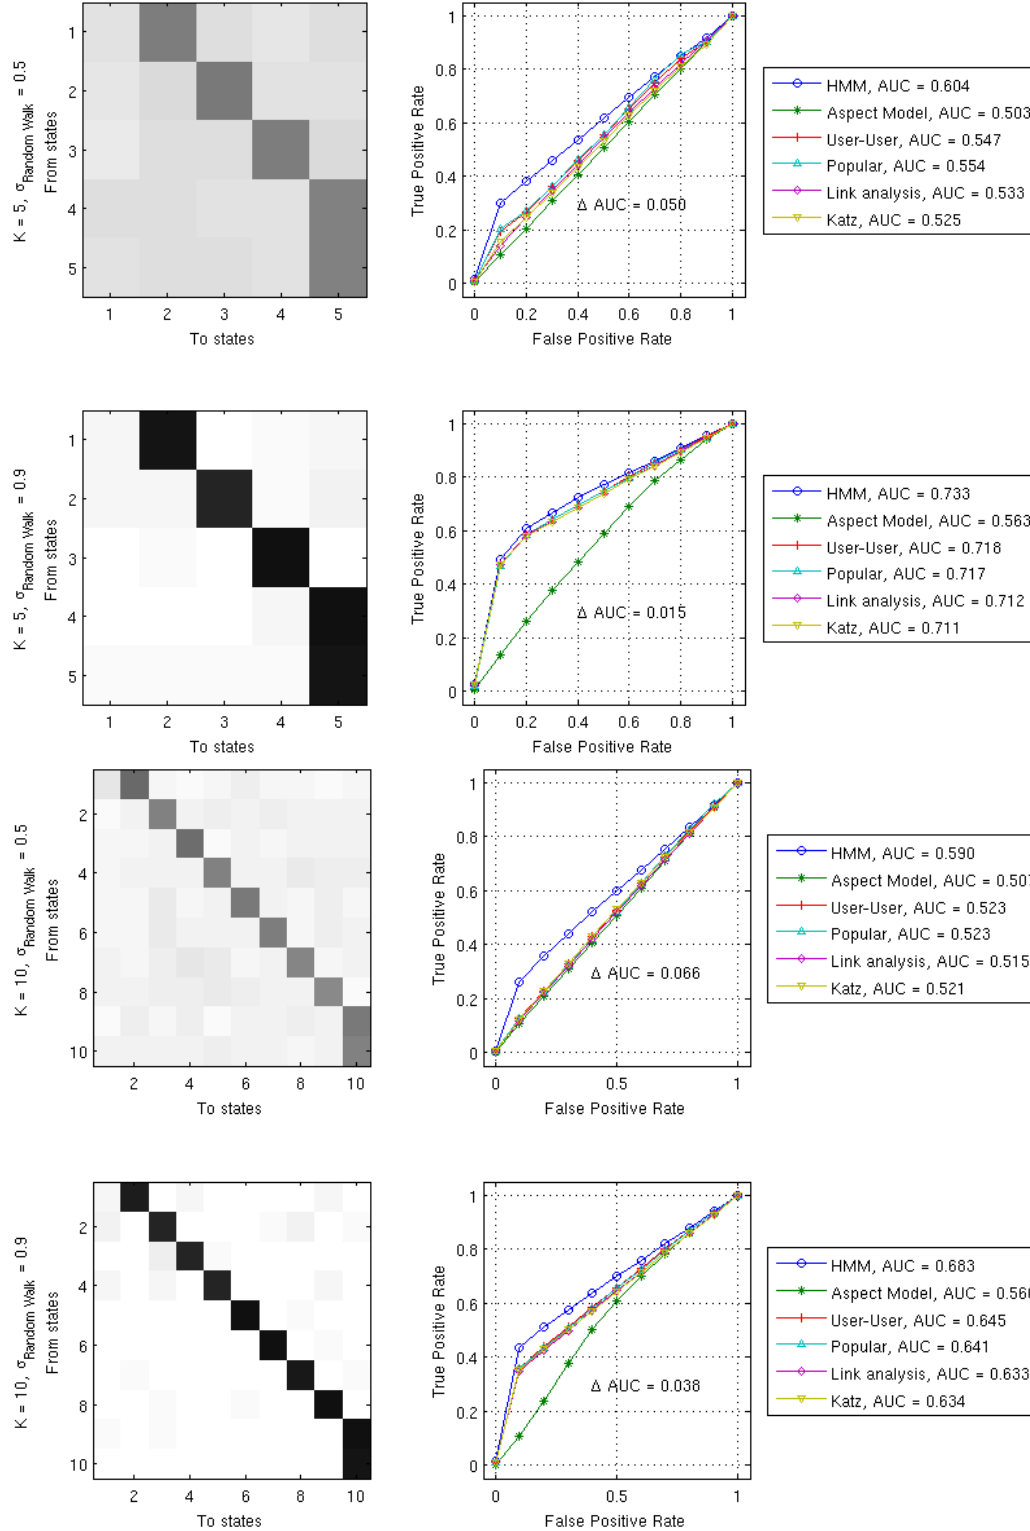 K = 5, σRandom Walk = 0.5
From states
1
2
3
4
5
1 2 3 4 5
To states
True Positive Rate
1
0.8
0.6
0.4
0.2
0
Δ AUC = 0.050
0 0.2 0.4 0.6 0.8 1
False Positive Rate
HMM, AUC = 0.604
Aspect Model, AUC = 0.503
User-User, AUC = 0.547
Popular, AUC = 0.554
Link analysis, AUC = 0.533
Katz, AUC = 0.525
K = 5, σRandom Walk = 0.9
From states
1
2
3
4
5
1 2 3 4 5
To states
True Positive Rate
1
0.8
0.6
0.4
0.2
0
Δ AUC = 0.015
0 0.2 0.4 0.6 0.8 1
False Positive Rate
HMM, AUC = 0.733
Aspect Model, AUC = 0.563
User-User, AUC = 0.718
Popular, AUC = 0.717
Link analysis, AUC = 0.712
Katz, AUC = 0.711
K = 10, σRandom Walk = 0.5
From states
2
4
6
8
10
2 4 6 8 10
To states
True Positive Rate
1
0.8
0.6
0.4
0.2
0
Δ AUC = 0.066
0 0.5 1
False Positive Rate
HMM, AUC = 0.590
Aspect Model, AUC = 0.507
User-User, AUC = 0.523
Popular, AUC = 0.523
Link analysis, AUC = 0.515
Katz, AUC = 0.521
K = 10, σRandom Walk = 0.9
From states
2
4
6
8
10
2 4 6 8 10
To states
True Positive Rate
1
0.8
0.6
0.4
0.2
0
Δ AUC = 0.038
0 0.5 1
False Positive Rate
HMM, AUC = 0.683
Aspect Model, AUC = 0.560
User-User, AUC = 0.645
Popular, AUC = 0.641
Link analysis, AUC = 0.633
Katz, AUC = 0.634